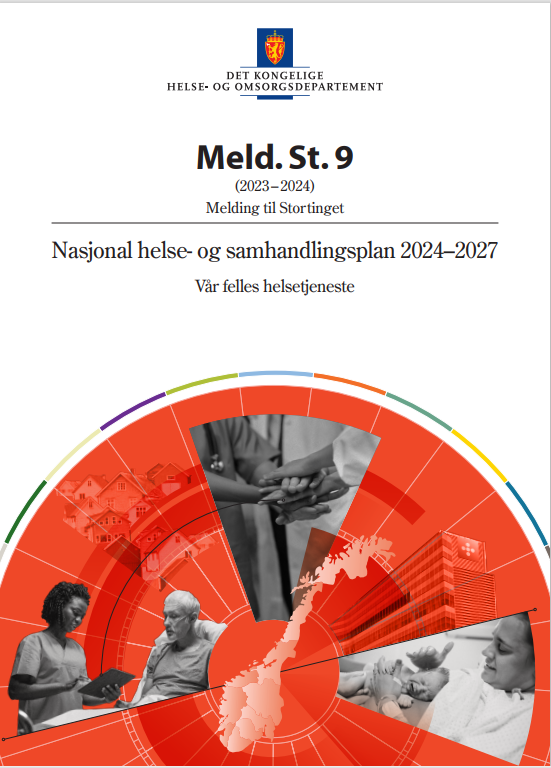 DET KONGELIGE
HELSE- OG OMSORGSDEPARTEMENT
Meld. St. 9
(2023–2024)
Melding til Stortinget
Nasjonal helse- og samhandlingsplan 2024–2027
Vår felles helsetjeneste